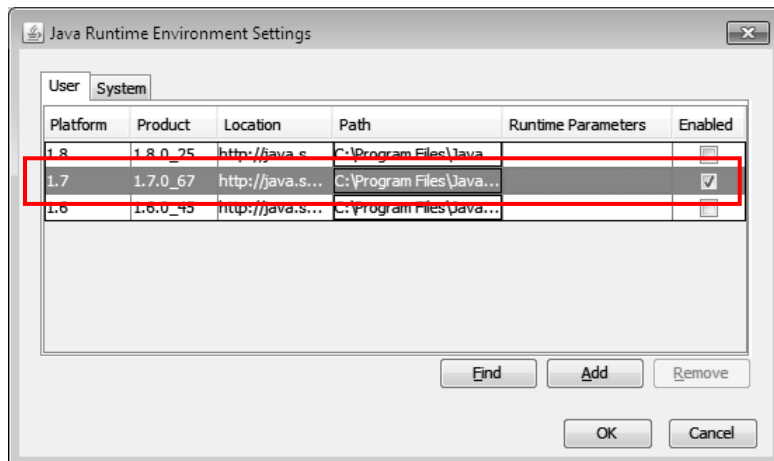 Java Runtime Environment Settings
User System
Platform Product Location Path Runtime Parameters Enabled
1.8 1.8.0_25 http://java.s... C:\Program Files\Java...
1.7 1.7.0_67 http://java.s... C:\Program Files\Java...
1.6 1.6.0_45 http://java.s... C:\Program Files\Java...
Find Add Remove
OK Cancel